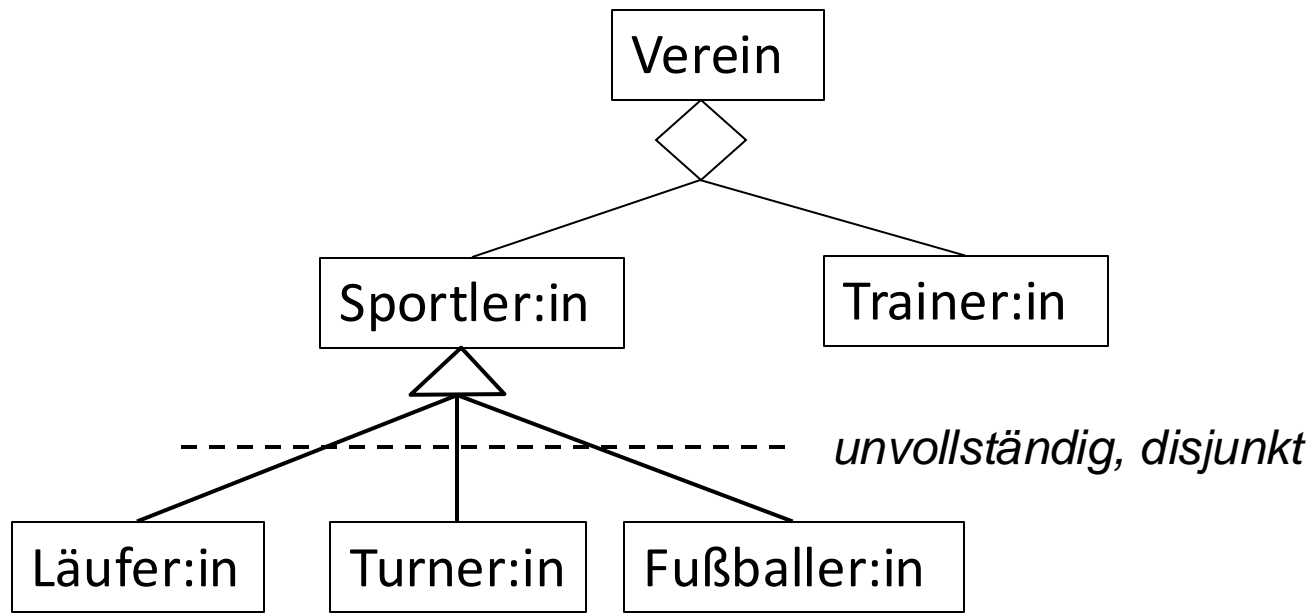 Verein
Sportler:in
Trainer:in
unvollständig, disjunkt
Läufer:in
Turner:in
Fußballer:in